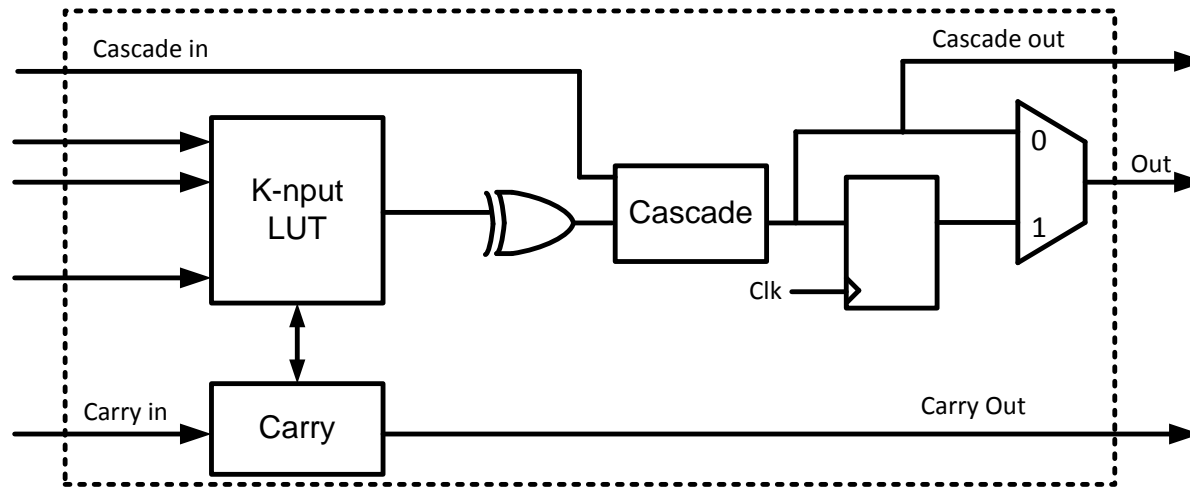 Cascade in
Cascade out
K-nput
LUT
Cascade
0
1
Out
Clk
Carry in
Carry
Carry Out